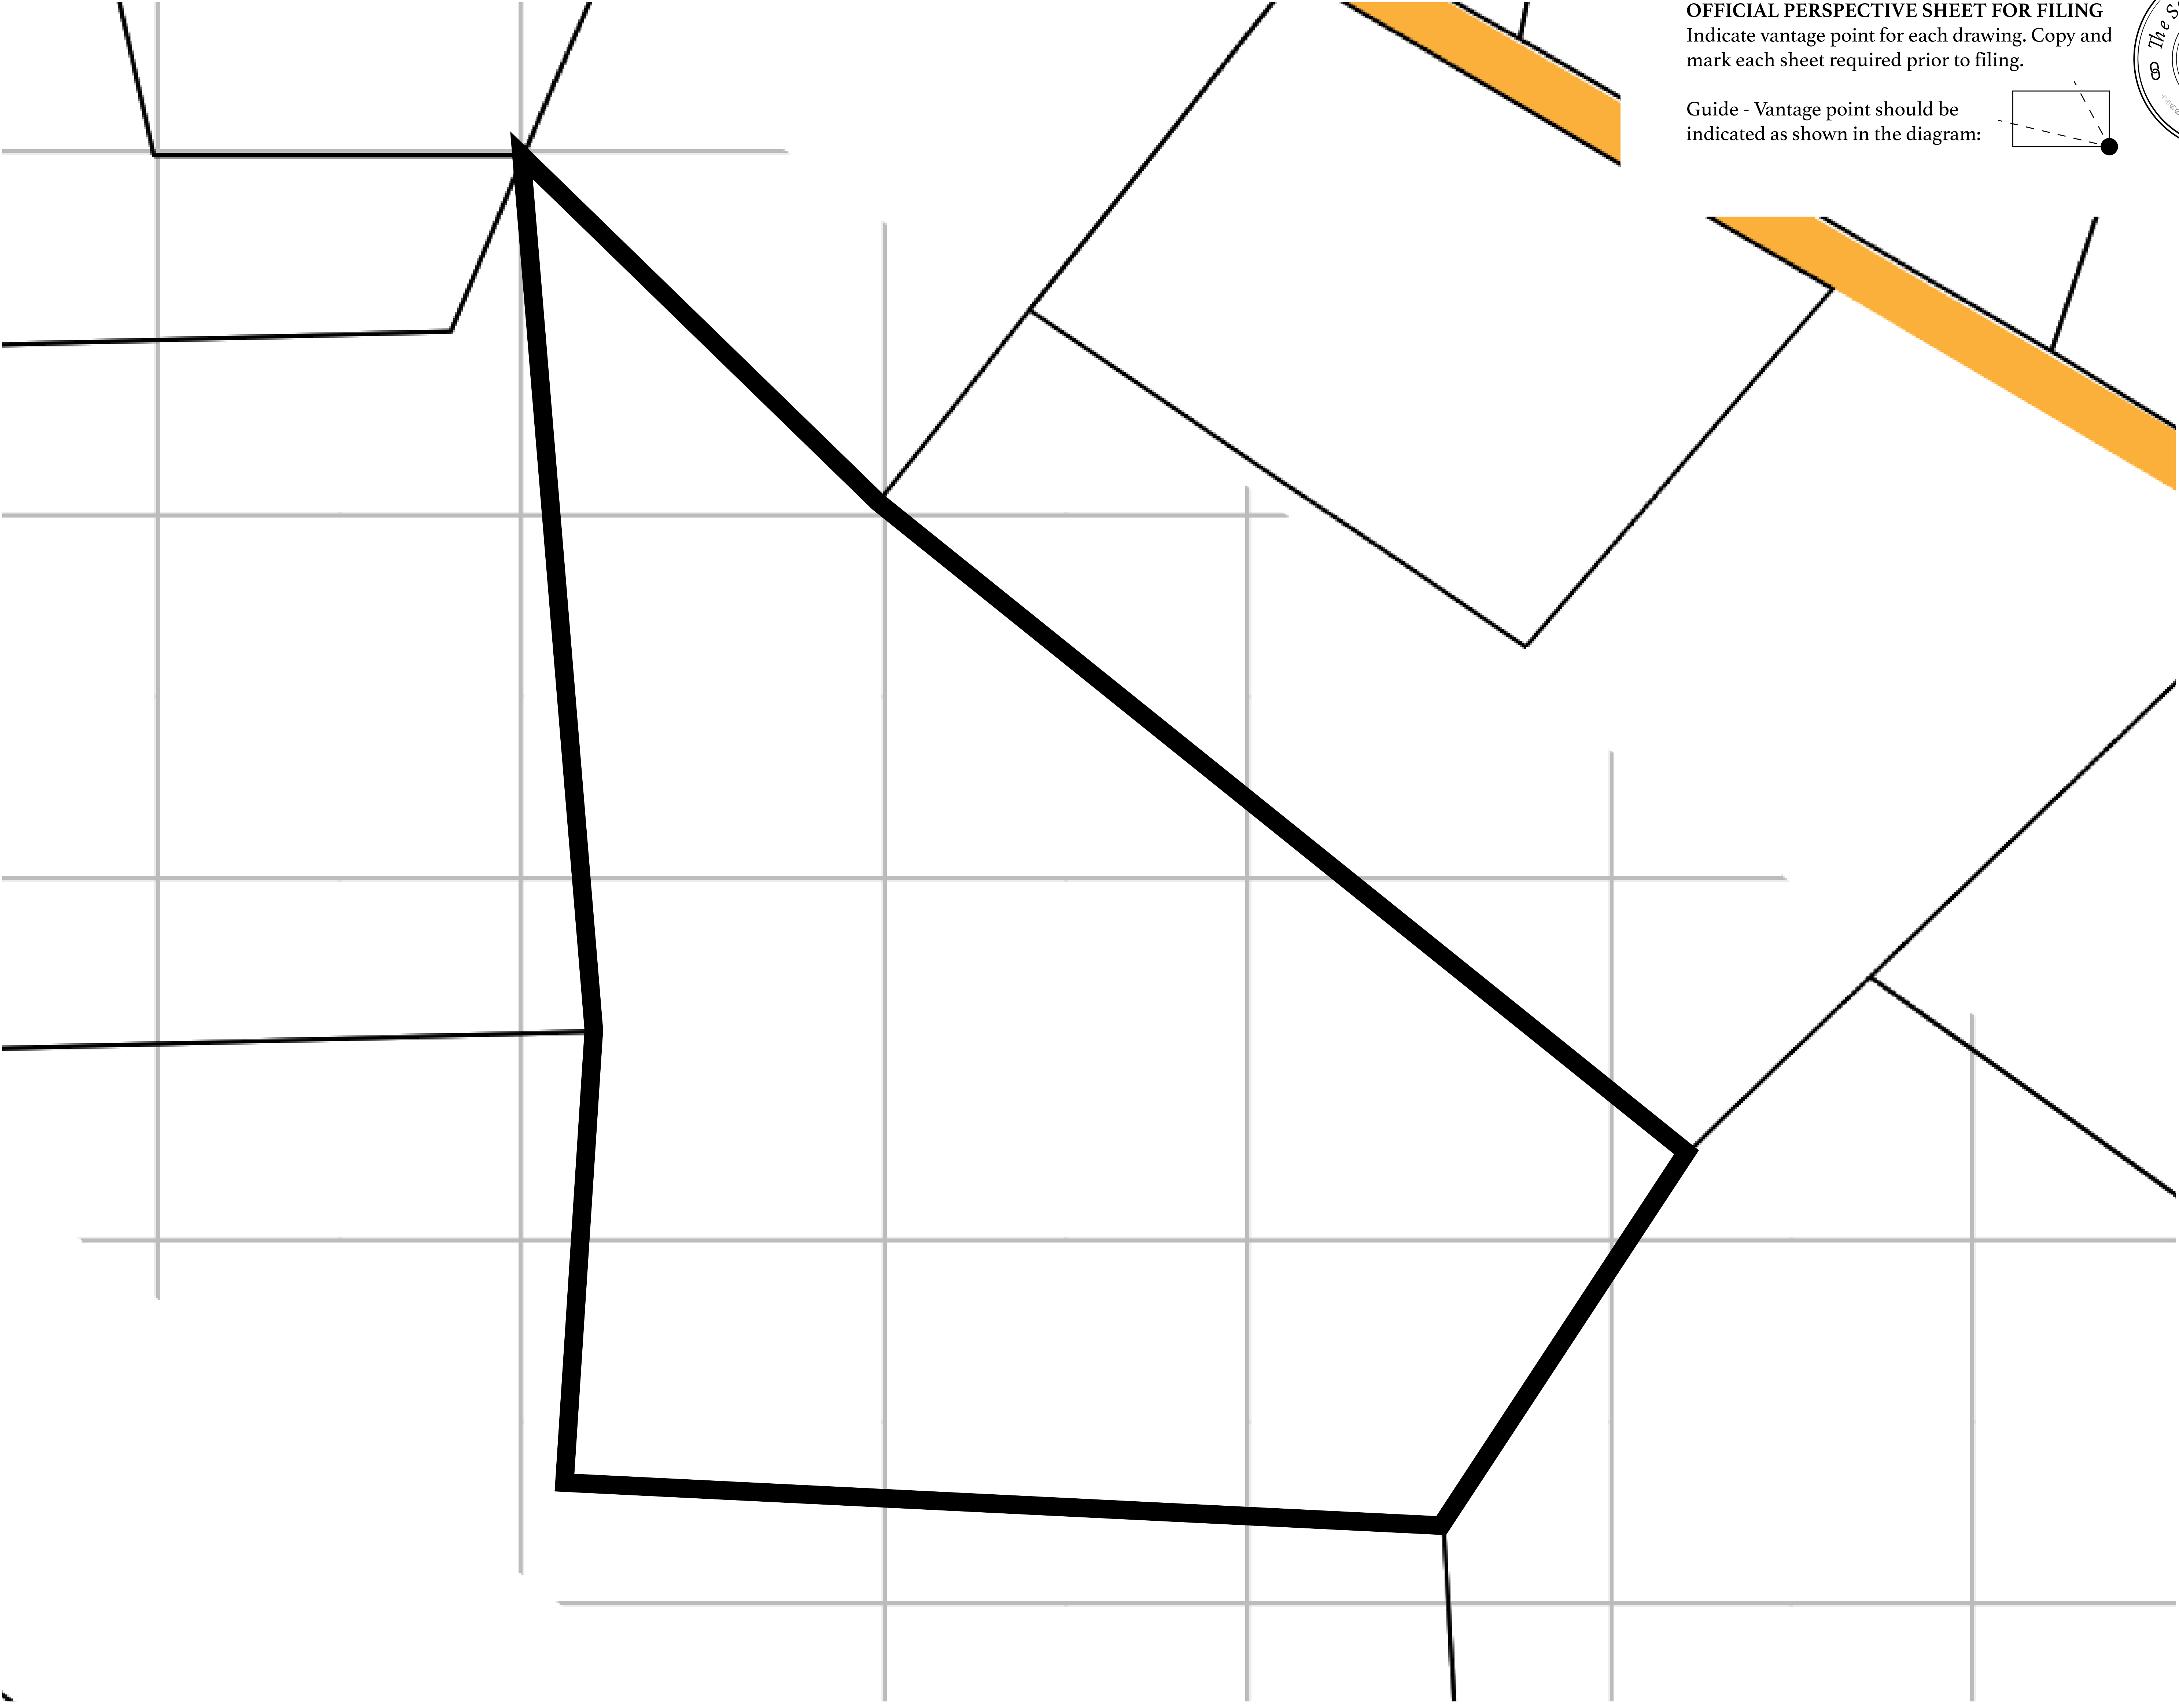 OFFICIAL PERSPECTIVE SHEET FOR FILING
Indicate vantage point for each drawing. Copy and
mark each sheet required prior to filing.
Guide - Vantage point should be
indicated as shown in the diagram:
The